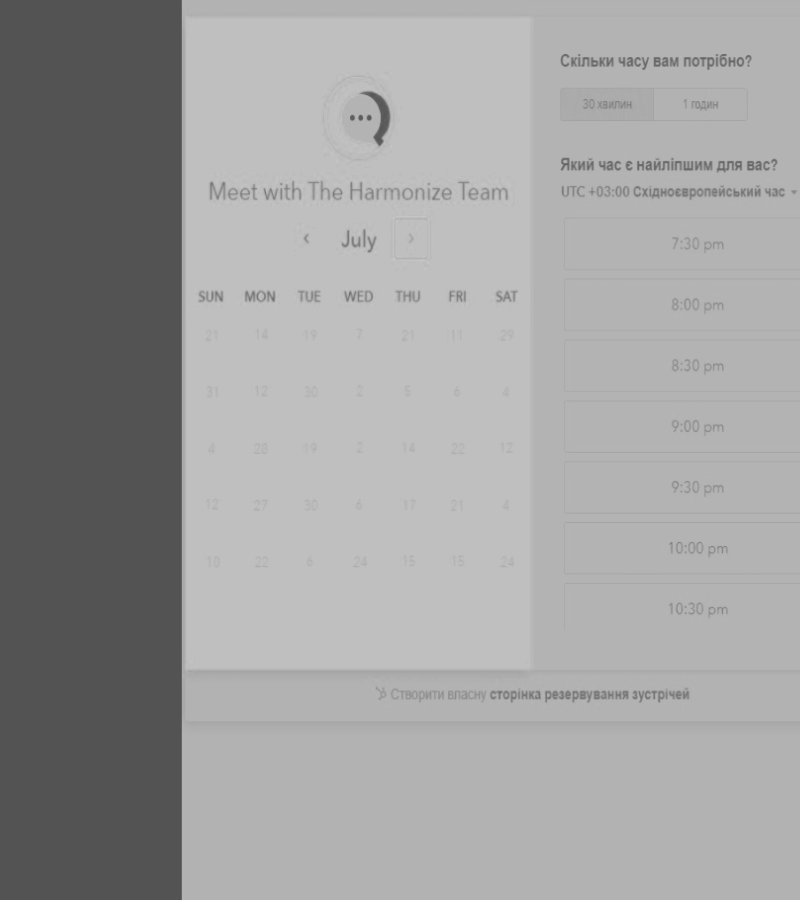 Meet with The Harmonize Team
July
SUN MON TUE WED THU FRI SAT
21 14 19 7 21 11 29
31 12 30 2 5 6 4
4 28 19 2 14 22 12
12 27 30 6 17 21 4
18 22 6 24 15 15 24
Скільки часу вам потрібно?
30 хвилин 1 годин
Який час є найліпшим для вас?
UTC +03:00 Східноєвропейський час
7:30 pm
8:00 pm
8:30 pm
9:00 pm
9:30 pm
10:00 pm
10:30 pm
Створити власну сторінка резервування зустрічей